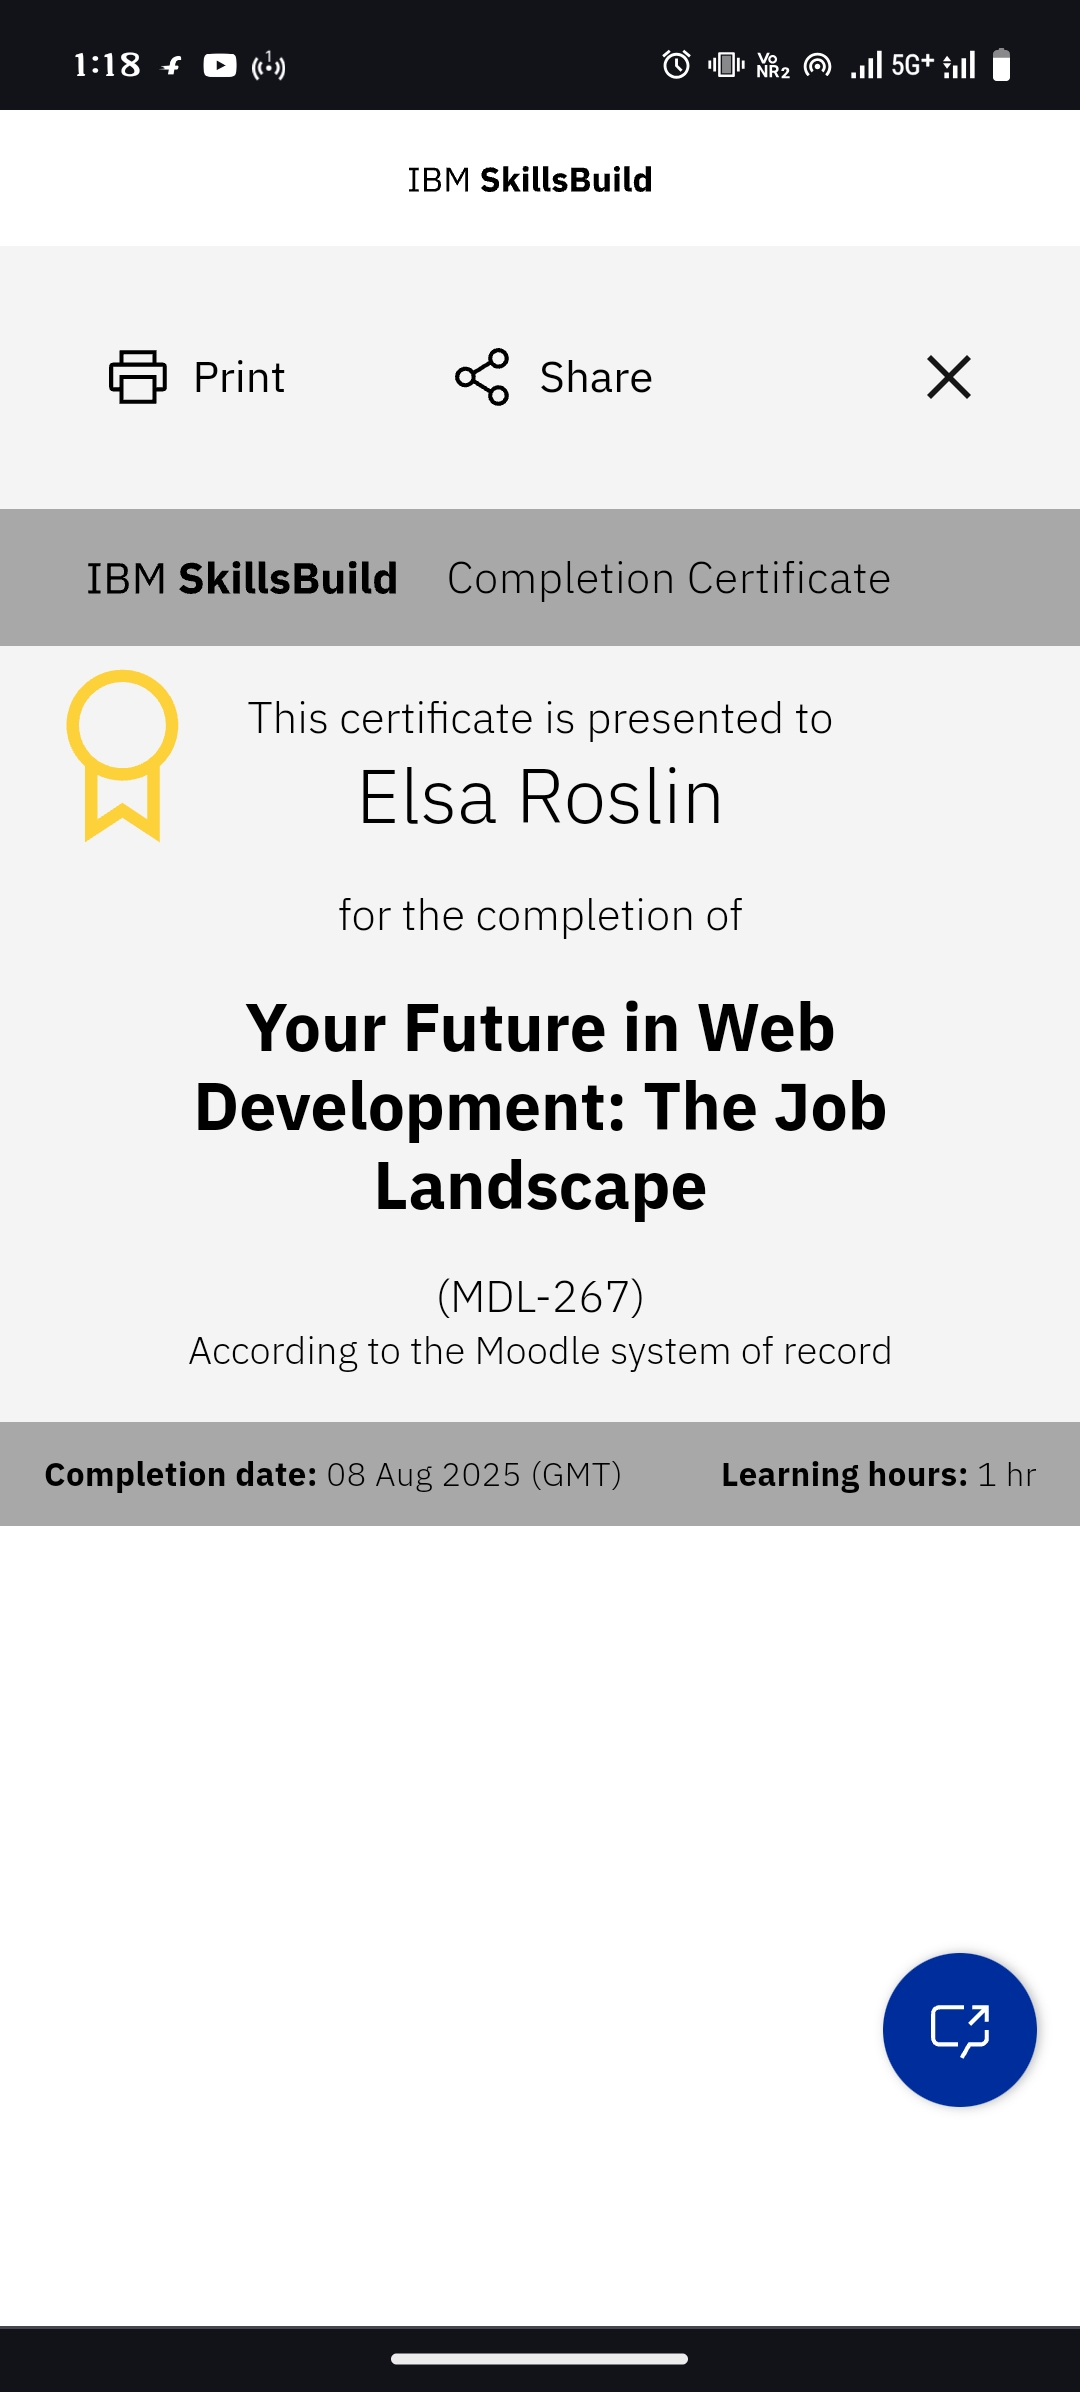 1:18
1
Vo
NR2
5G+
IBM SkillsBuild
Print
Share
IBM SkillsBuild Completion Certificate
This certificate is presented to
Elsa Roslin
for the completion of
Your Future in Web
Development: The Job
Landscape
(MDL-267)
According to the Moodle system of record
Completion date: 08 Aug 2025 (GMT) Learning hours: 1 hr